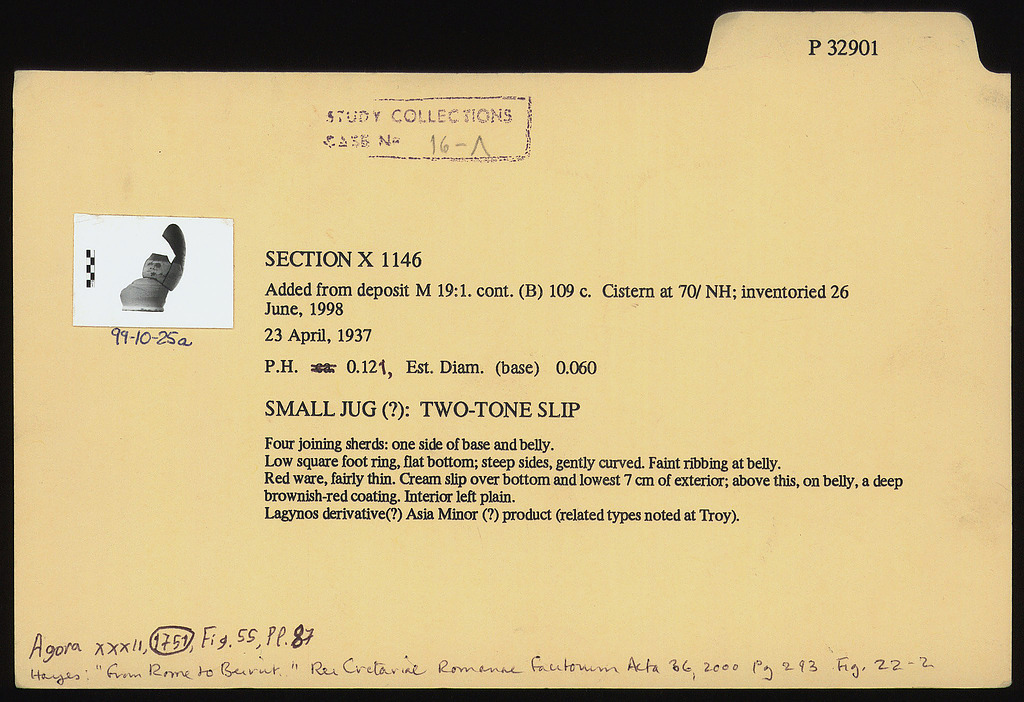 P 32901
STUDY COLLECTIONS
CASE No 16-Λ
SECTION X 1146
Added from deposit M 19:1. cont. (B) 109 c. Cistern at 70/ NH; inventoried 26
June, 1998
99-10-25a
23 April, 1937
P.H. ca. 0.121, Est. Diam. (base) 0.060
SMALL JUG (?): TWO-TONE SLIP
Four joining sherds: one side of base and belly.
Low square foot ring, flat bottom; steep sides, gently curved. Faint ribbing at belly.
Red ware, fairly thin. Cream slip over bottom and lowest 7 cm of exterior; above this, on belly, a deep
brownish-red coating. Interior left plain.
Lagynos derivative(?) Asia Minor (?) product (related types noted at Troy).
Agora XXXII, 1751, Fig. 55, Pl. 87
Hayes: "From Rome to Beirut." Rei Cretariae Romanae Fautorum Acta 36, 2000 Pg 293 Fig. 22-2